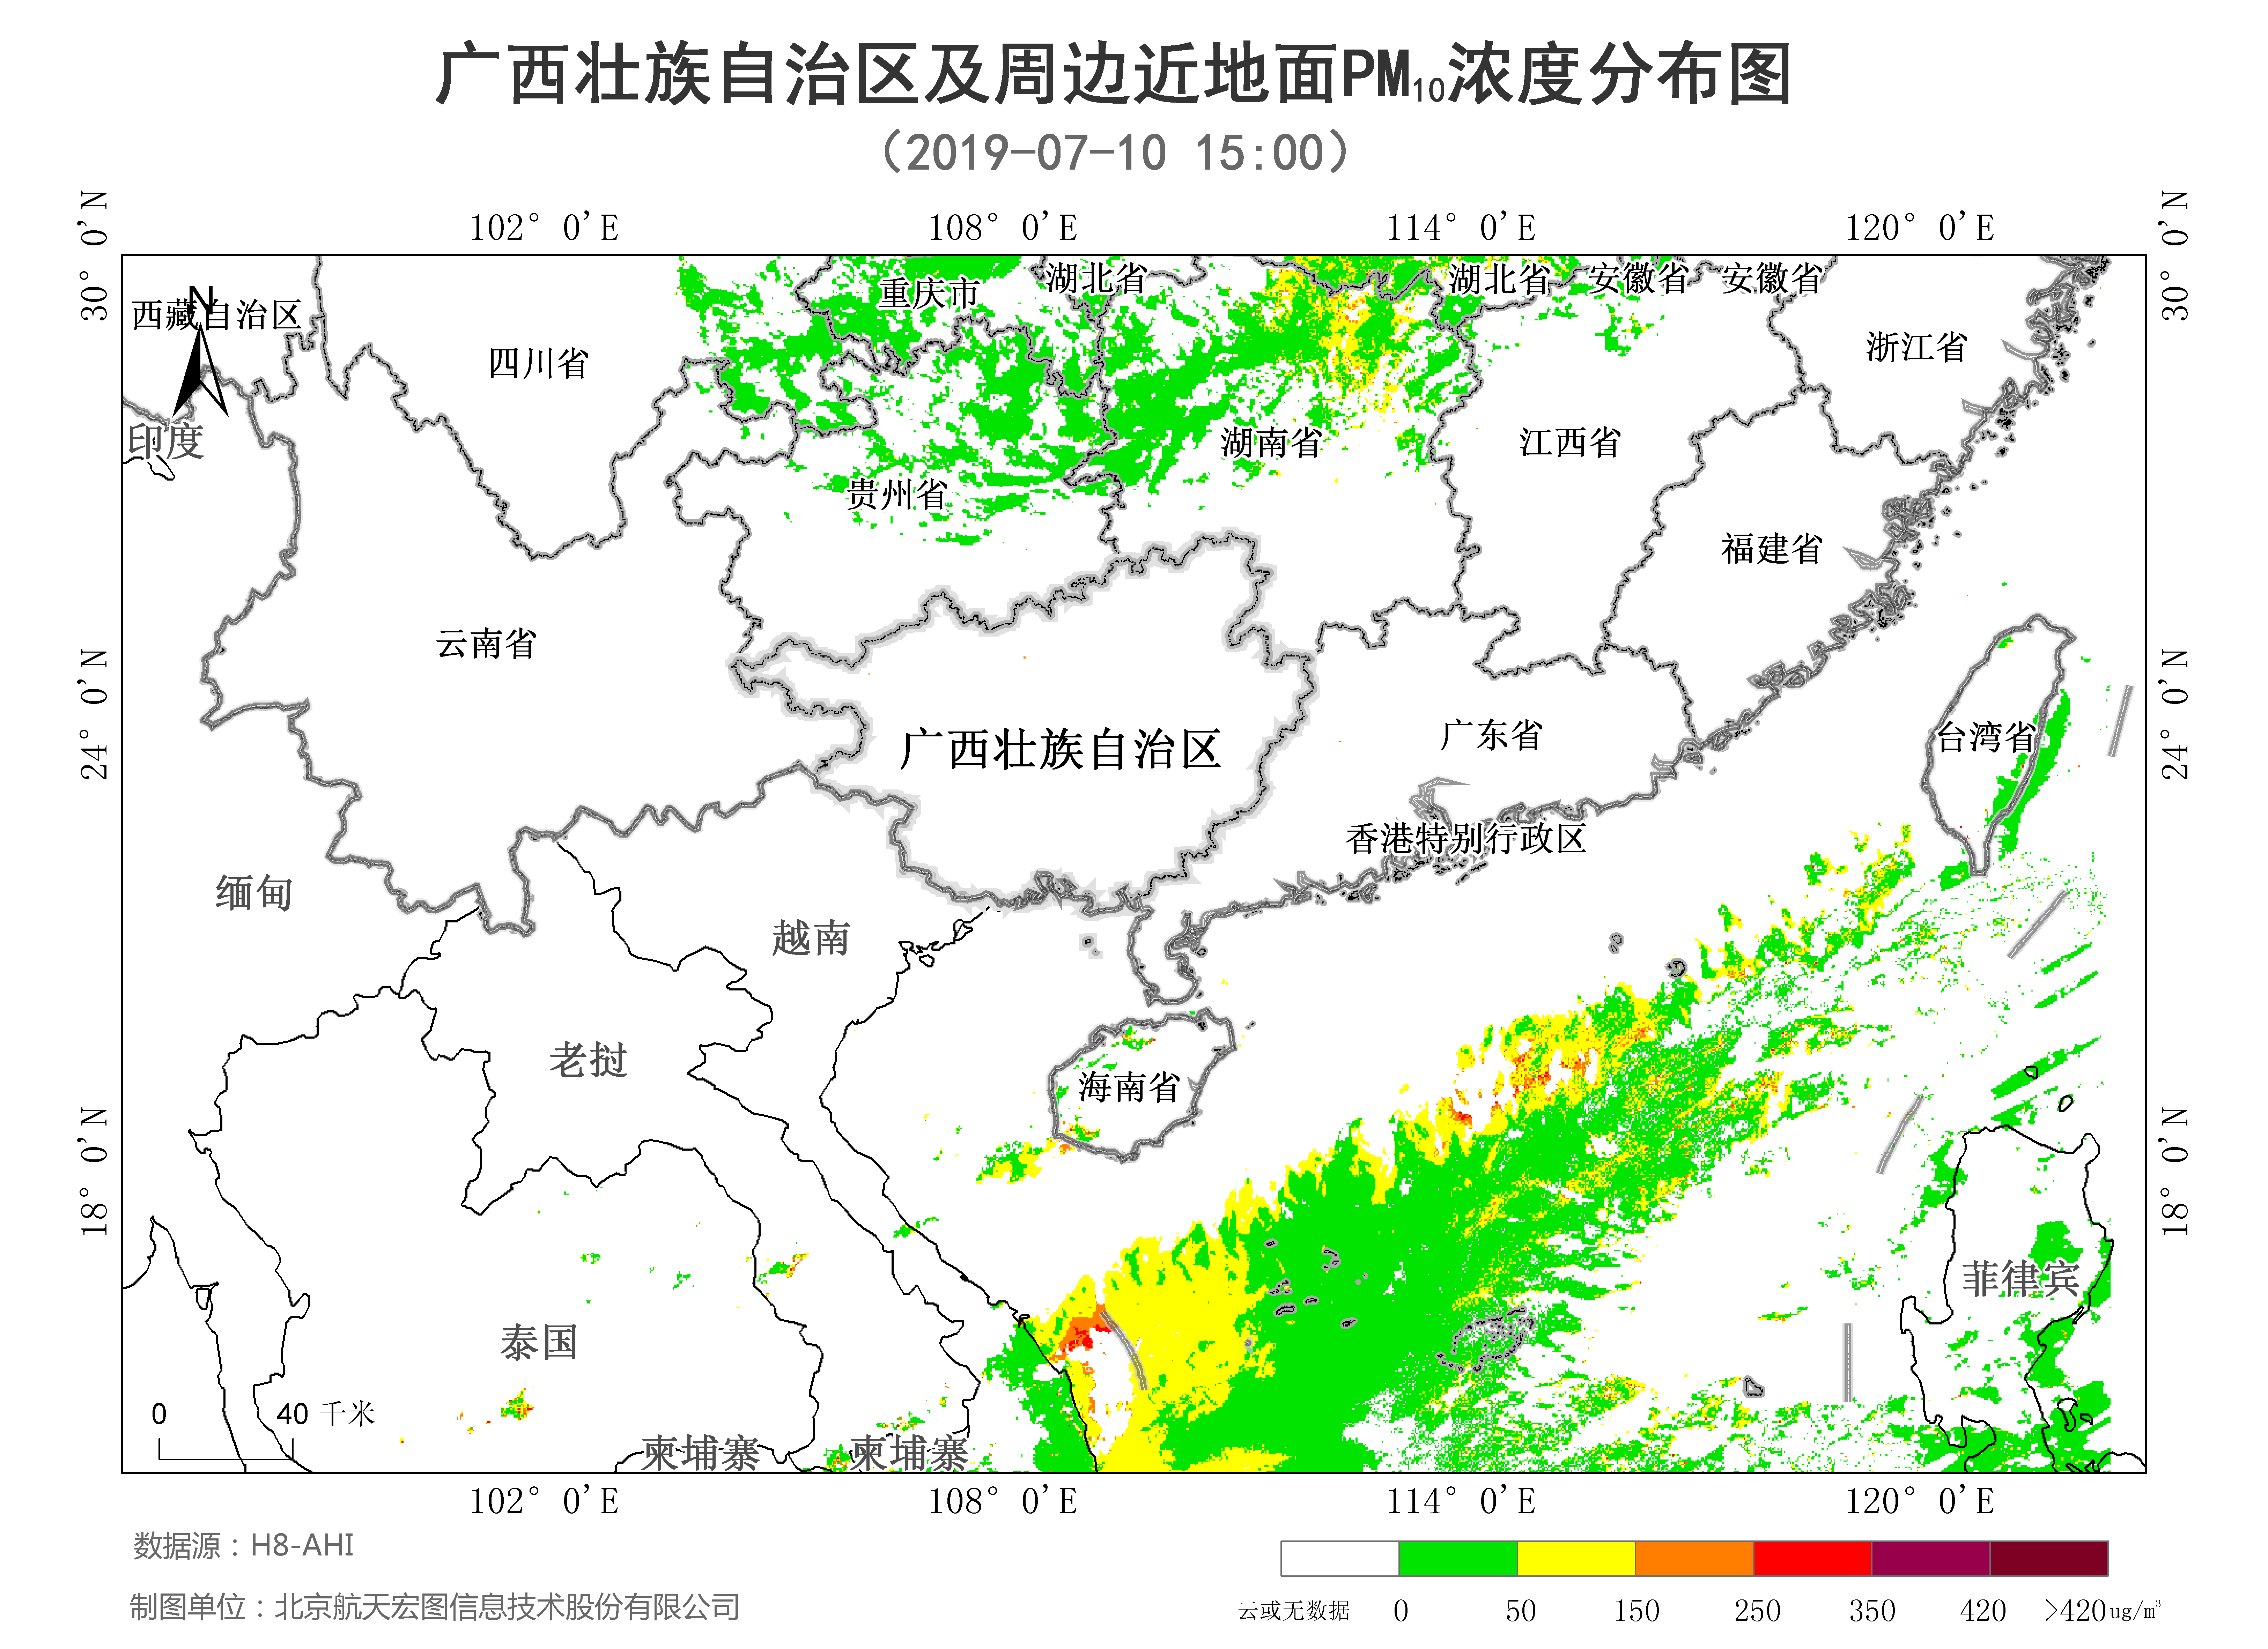 广西壮族自治区及周边近地面PM₁₀浓度分布图
（2019-07-10 15:00）
102° 0'E 108° 0'E 114° 0'E 120° 0'E
30° 0'N 30° 0'N
重庆市 湖北省 湖北省 安徽省 安徽省
N
西藏自治区
四川省 浙江省
印度 湖南省 江西省
贵州省
福建省
云南省
24° 0'N 24° 0'N
广西壮族自治区 广东省 台湾省
香港特别行政区
缅甸
越南
老挝
海南省
18° 0'N 18° 0'N
菲律宾
泰国
0 40 千米
柬埔寨 柬埔寨
102° 0'E 108° 0'E 114° 0'E 120° 0'E
数据源：H8-AHI
制图单位：北京航天宏图信息技术股份有限公司
云或无数据 0 50 150 250 350 420 >420 ug/m³